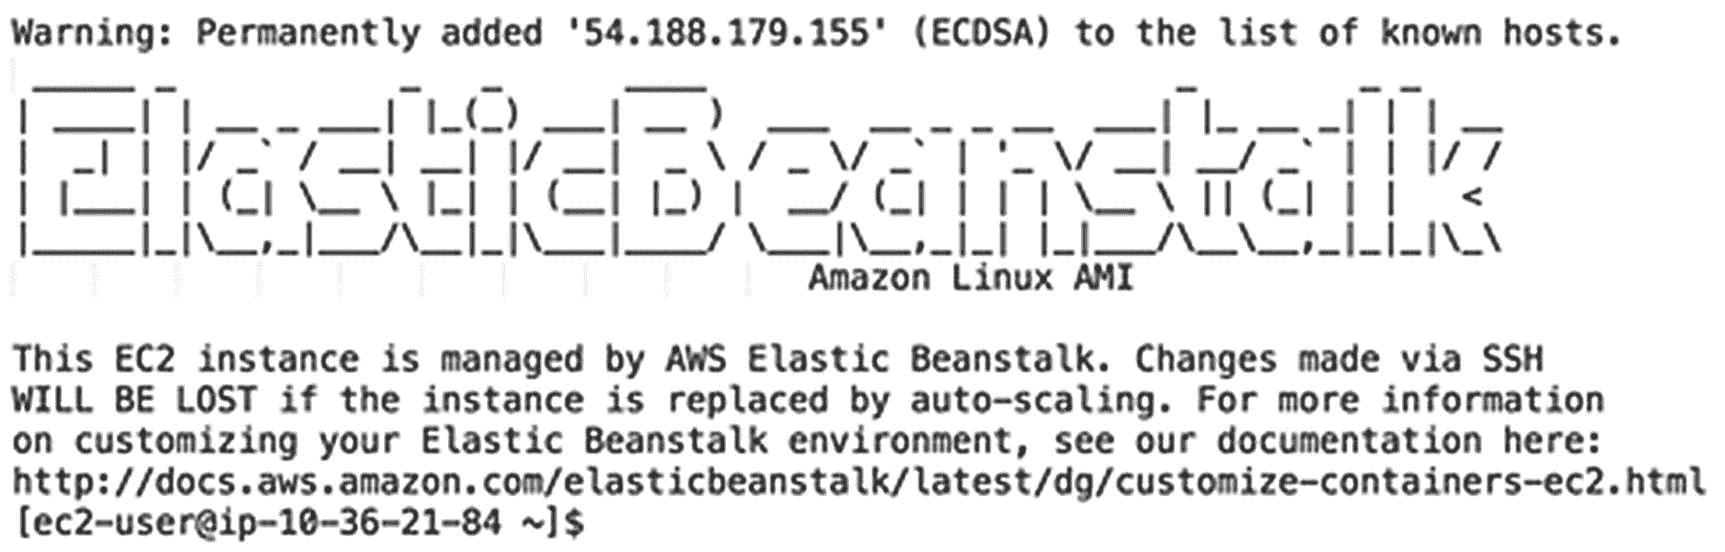 Warning: Permanently added '54.188.179.155' (ECDSA) to the list of known hosts.
ElasticBeanstalk
Amazon Linux AMI
This EC2 instance is managed by AWS Elastic Beanstalk. Changes made via SSH
WILL BE LOST if the instance is replaced by auto-scaling. For more information
on customizing your Elastic Beanstalk environment, see our documentation here:
http://docs.aws.amazon.com/elasticbeanstalk/latest/dg/customize-containers-ec2.html
[ec2-user@ip-10-36-21-84 ~]$